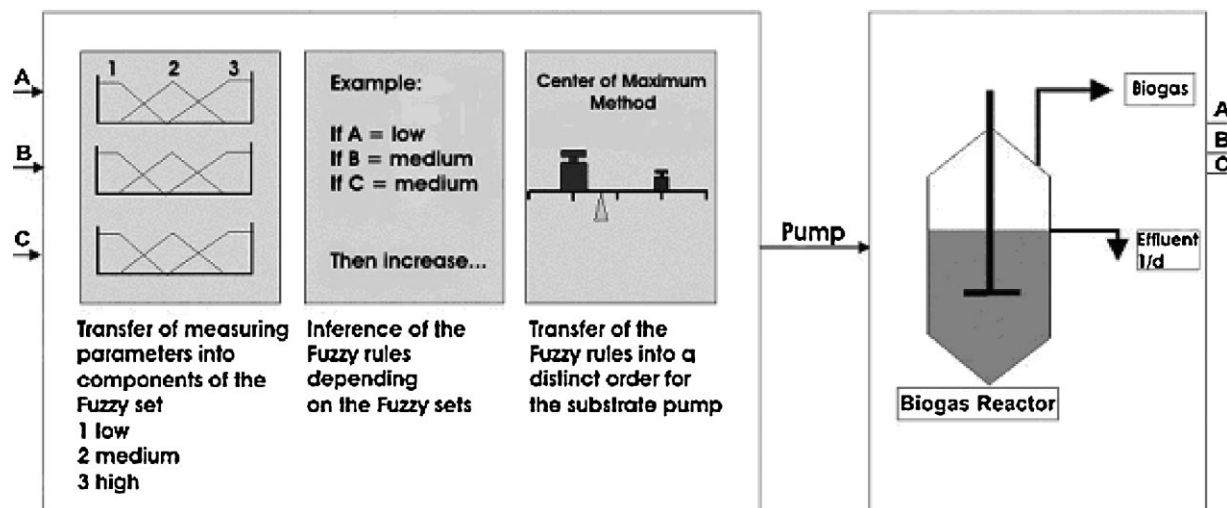 A
B
C
1 2 3
Example:
If A = low
If B = medium
If C = medium
Then increase...
Center of Maximum
Method
Transfer of measuring
parameters into
components of the
Fuzzy set
1 low
2 medium
3 high
Inference of the
Fuzzy rules
depending
on the Fuzzy sets
Transfer of the
Fuzzy rules into a
distinct order for
the substrate pump
Pump
Biogas
Effluent
1/d
Biogas Reactor
A
B
C